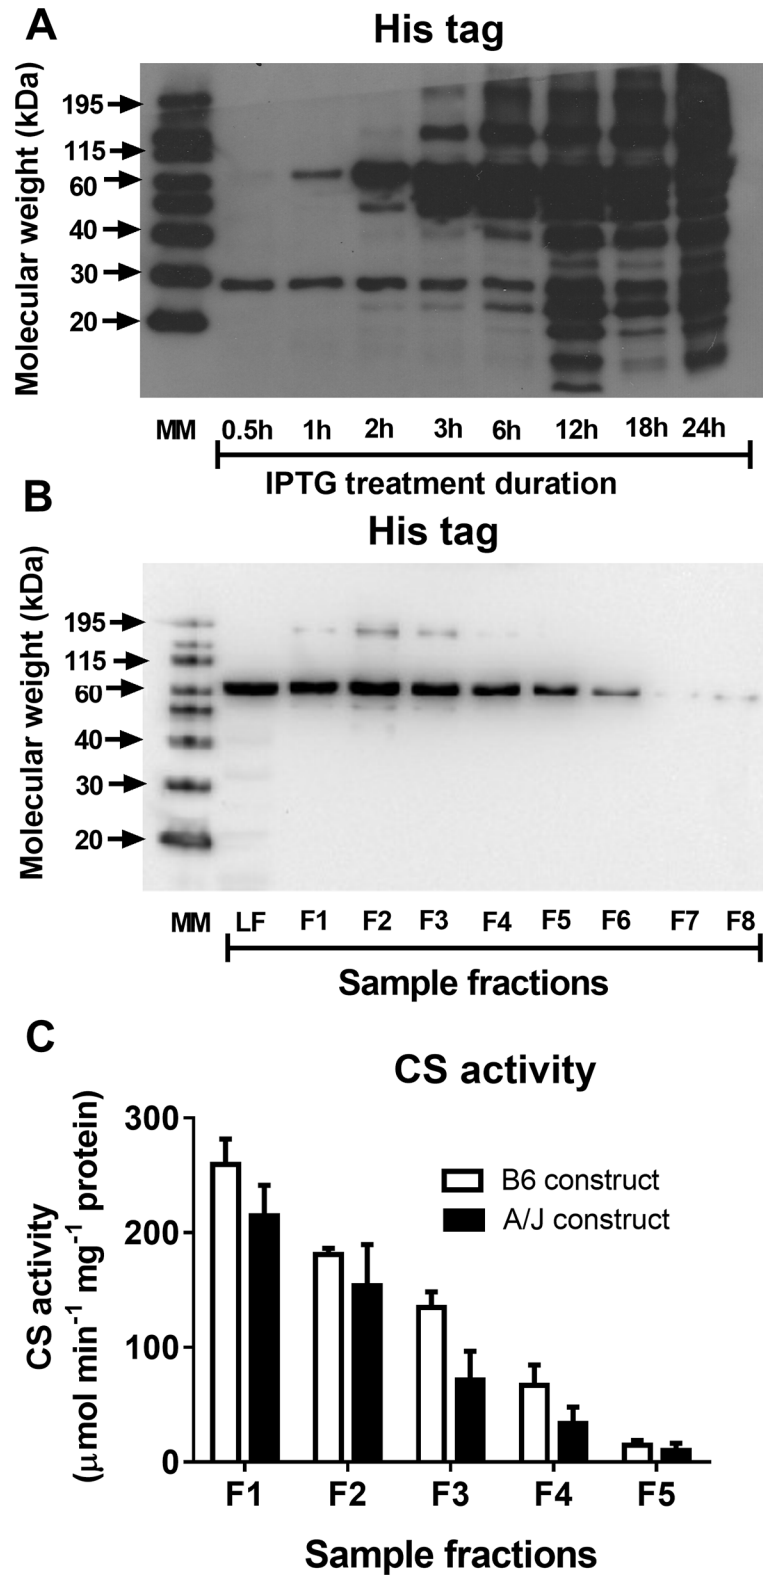 A
His tag
Molecular weight (kDa)
195
115
60
40
30
20
MM 0.5h 1h 2h 3h 6h 12h 18h 24h
IPTG treatment duration
B
His tag
Molecular weight (kDa)
195
115
60
40
30
20
MM LF F1 F2 F3 F4 F5 F6 F7 F8
Sample fractions
C
CS activity
CS activity
(μmol min⁻¹ mg⁻¹ protein)
300
200
100
0
B6 construct
A/J construct
F1 F2 F3 F4 F5
Sample fractions